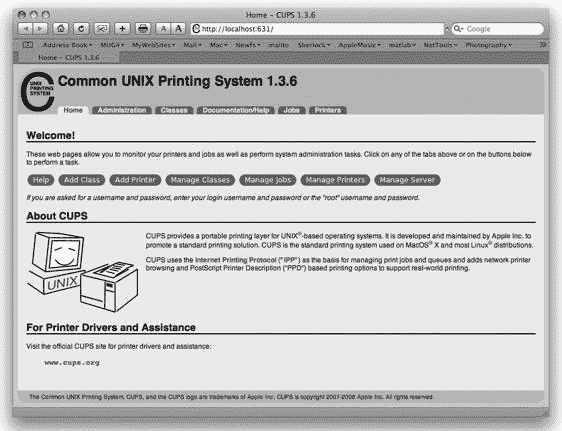 Home – CUPS 1.3.6
http://localhost:631/
Google
Address Book MUG4 MyWebSites Mail Mac Newfs mailto Sherlock AppleMusic matlab NetTools Photography
Home – CUPS 1.3.6
UNIX PRINTING SYSTEM
Common UNIX Printing System 1.3.6
Home Administration Classes Documentation/Help Jobs Printers
Welcome!
These web pages allow you to monitor your printers and jobs as well as perform system administration tasks. Click on any of the tabs above or on the buttons below
to perform a task.
Help Add Class Add Printer Manage Classes Manage Jobs Manage Printers Manage Server
If you are asked for a username and password, enter your login username and password or the "root" username and password.
About CUPS
CUPS provides a portable printing layer for UNIX®-based operating systems. It is developed and maintained by Apple Inc. to
promote a standard printing solution. CUPS is the standard printing system used on MacOS® X and most Linux® distributions.
CUPS uses the Internet Printing Protocol ("IPP") as the basis for managing print jobs and queues and adds network printer
browsing and PostScript Printer Description ("PPD") based printing options to support real-world printing.
UNIX
For Printer Drivers and Assistance
Visit the official CUPS site for printer drivers and assistance:
www.cups.org
The Common UNIX Printing System, CUPS, and the CUPS logo are trademarks of Apple Inc. CUPS is copyright 2007-2008 Apple Inc. All rights reserved.